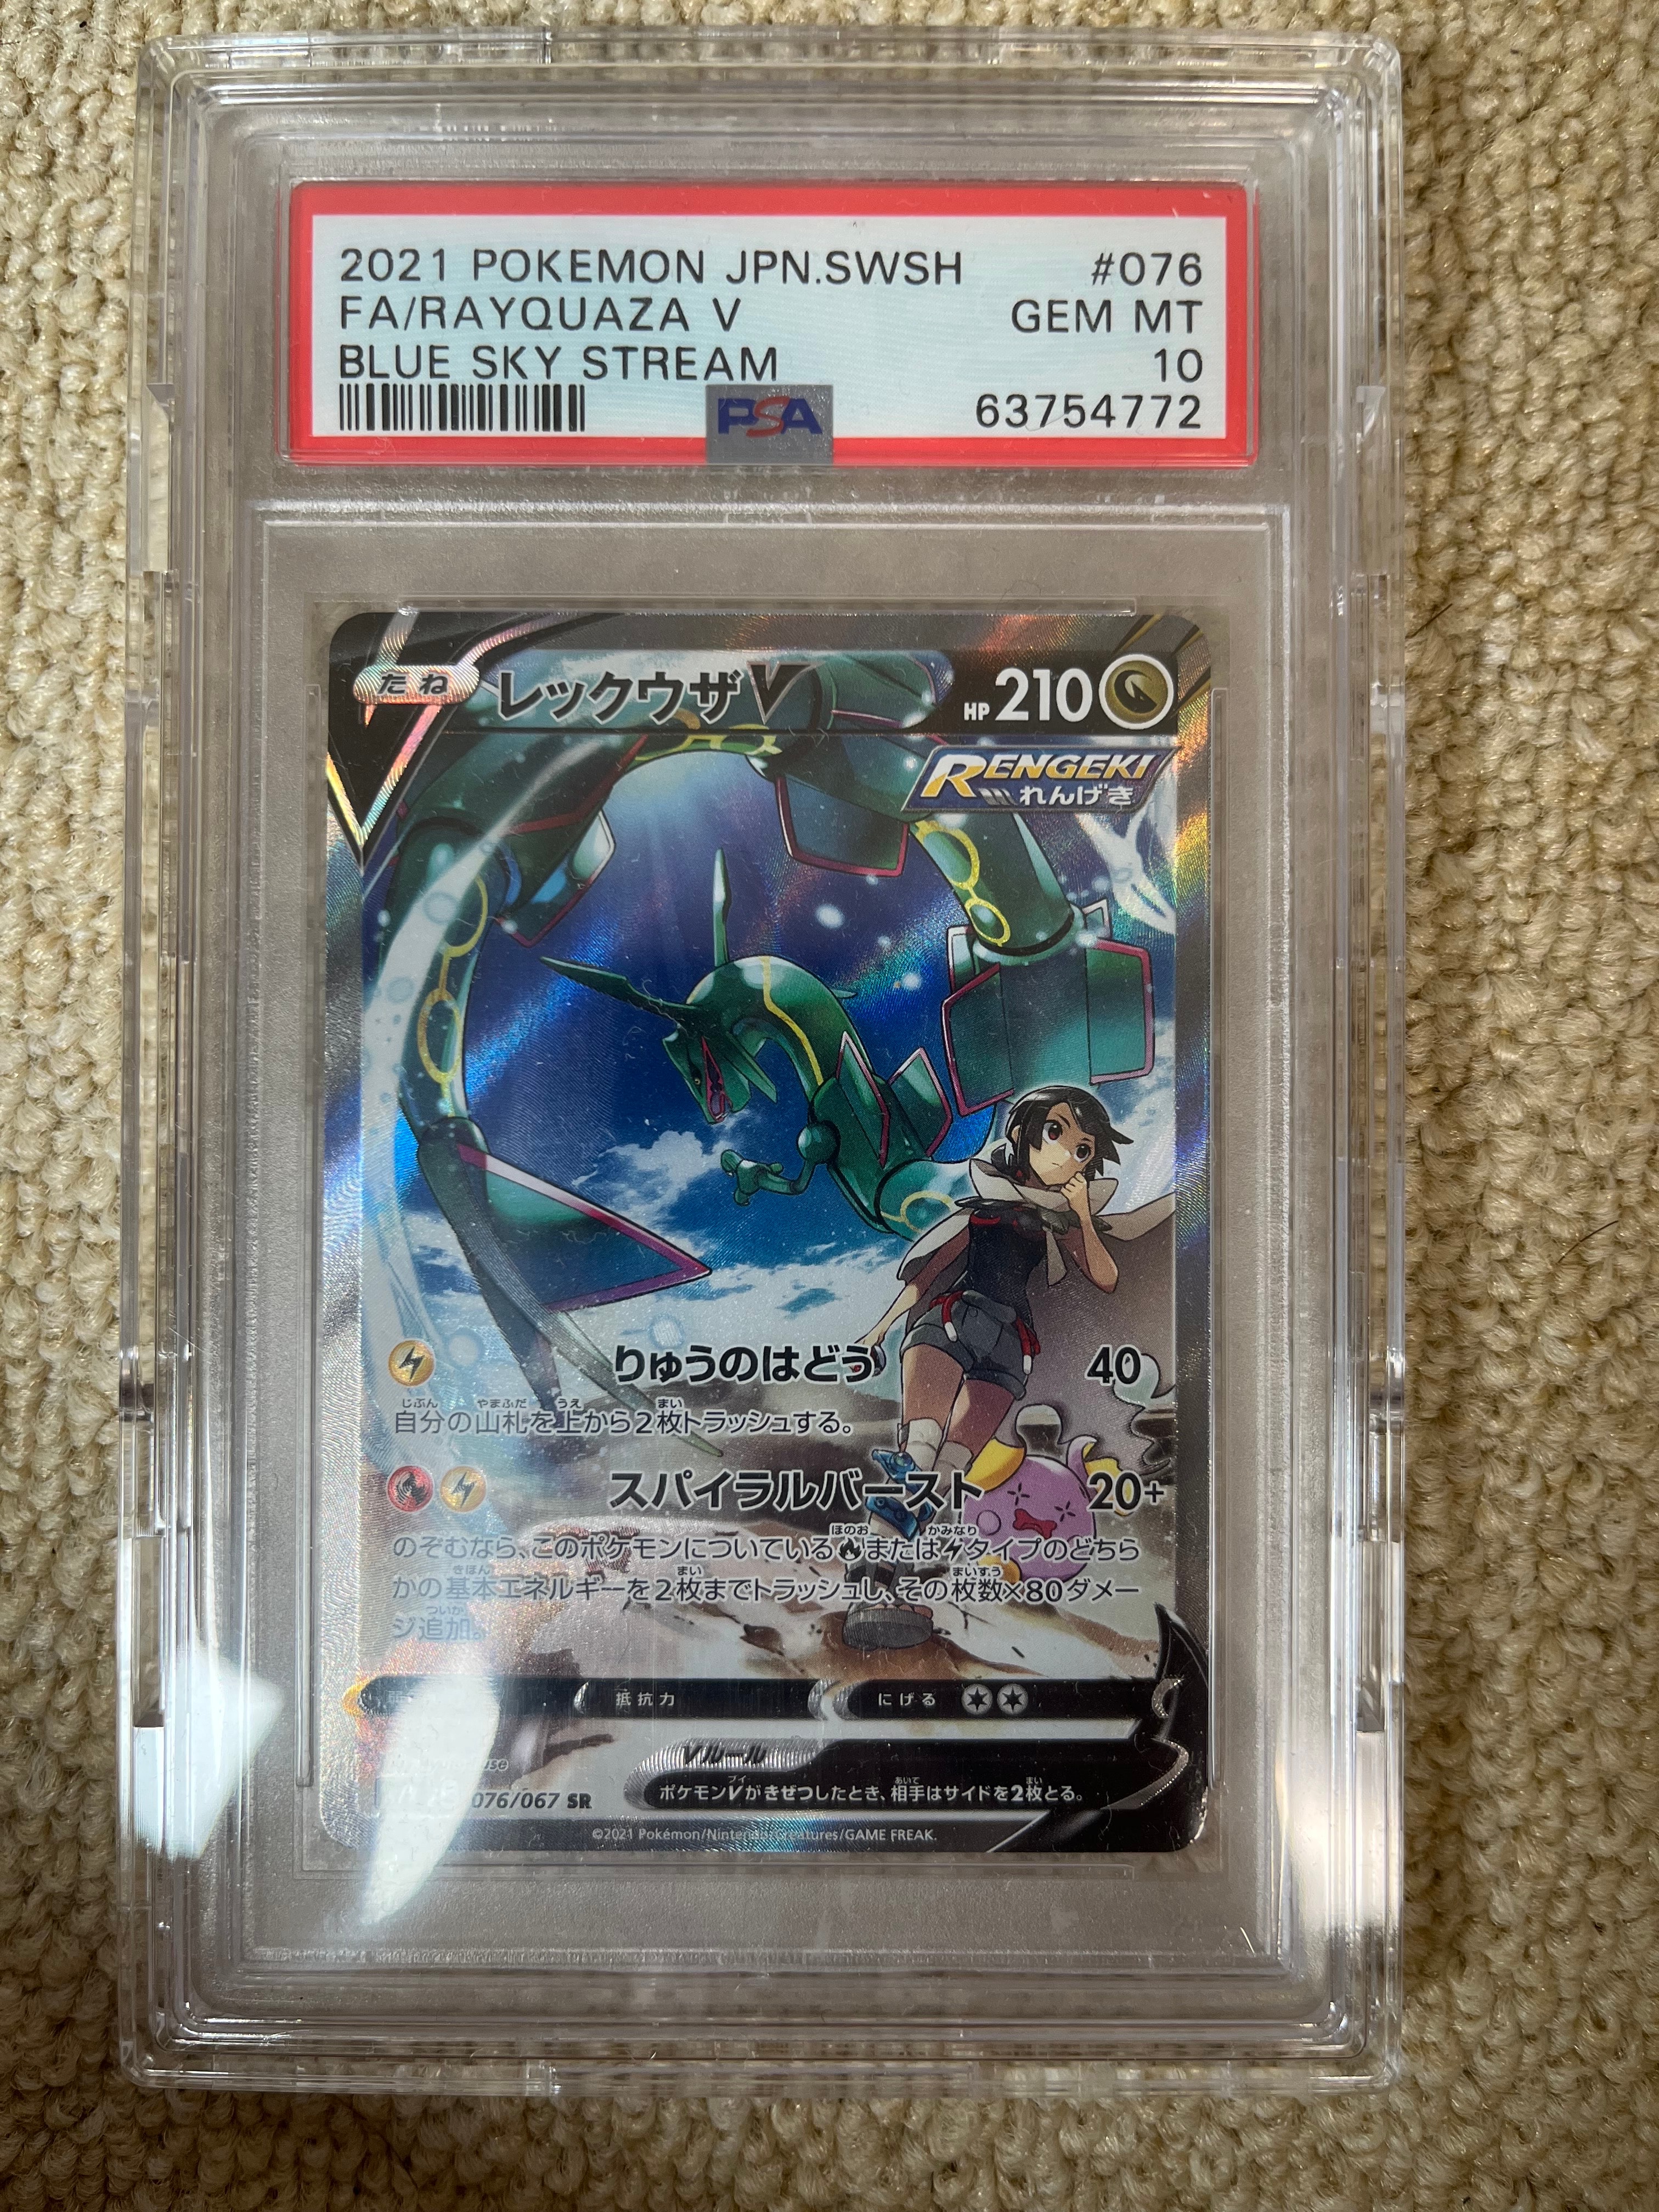 2021 POKEMON JPN.SWSH #076
FA/RAYQUAZA V GEM MT
BLUE SKY STREAM 10
PSA 63754772
たね レックウザV HP 210
RENGEKI
れんげき
りゅうのはどう 40
自分の山札を上から2枚トラッシュする。
スパイラルバースト 20+
のぞむなら、このポケモンについている または タイプのどちら
かの基本エネルギーを2枚までトラッシュし、その枚数×80ダメー
ジ追加。
抵抗力 にげる
Vルール
ポケモンVがきぜつしたとき、相手はサイドを2枚とる。
076/067 SR
©2021 Pokémon/Nintendo/Creatures/GAME FREAK.